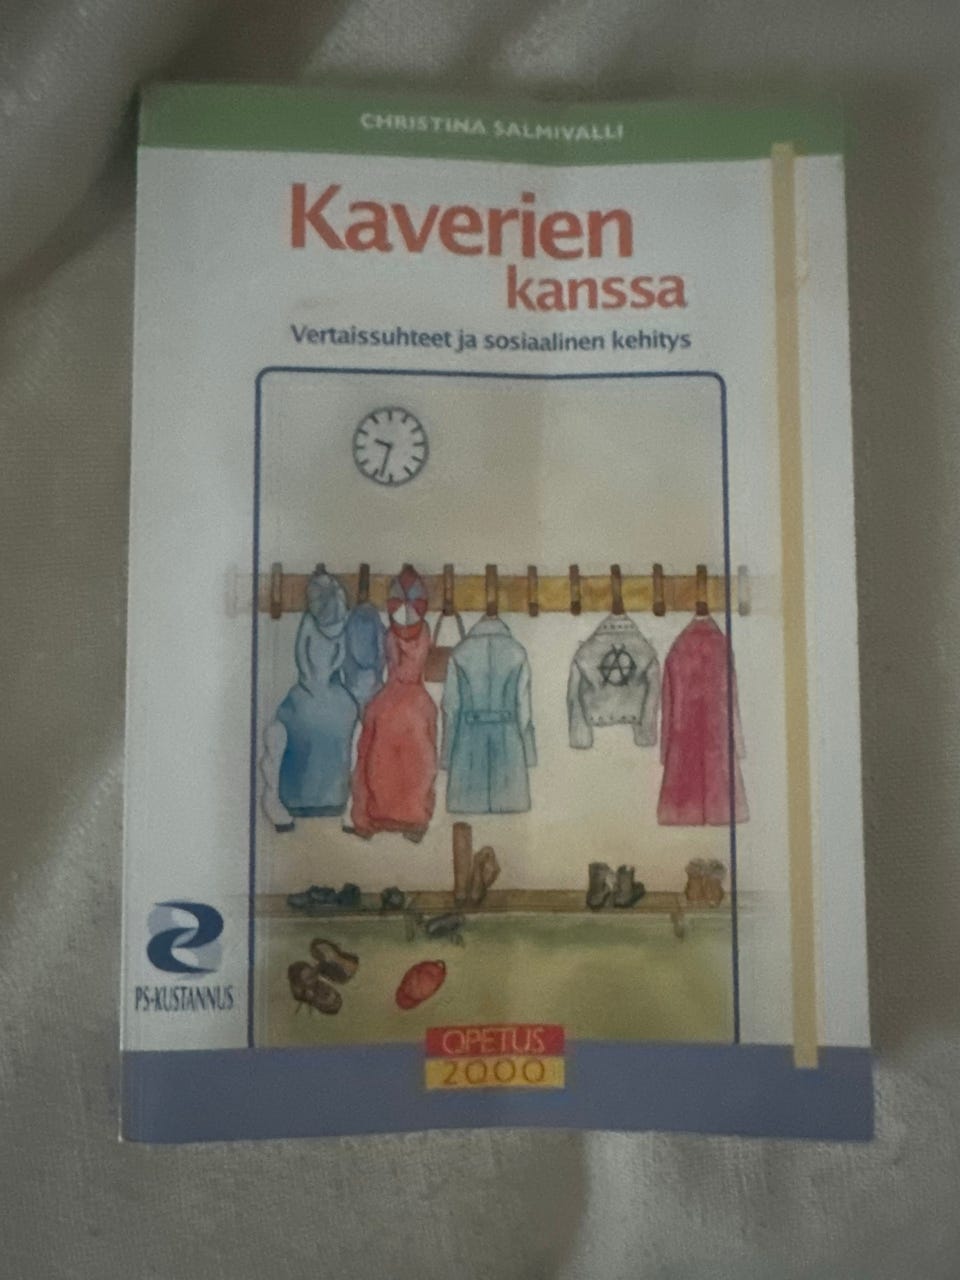 CHRISTINA SALMIVALLI
Kaverien
kanssa
Vertaissuhteet ja sosiaalinen kehitys
PS-KUSTANNUS
OPETUS
2000